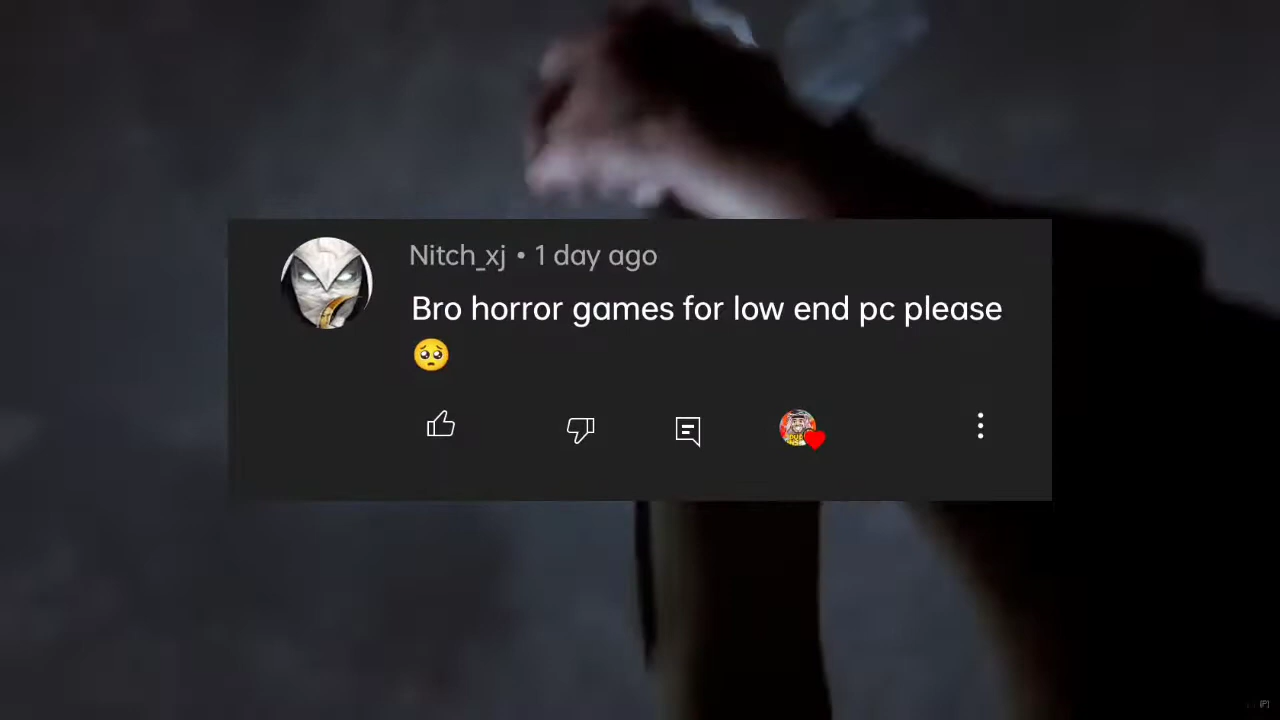 Nitch_xj • 1 day ago
Bro horror games for low end pc please
🥺